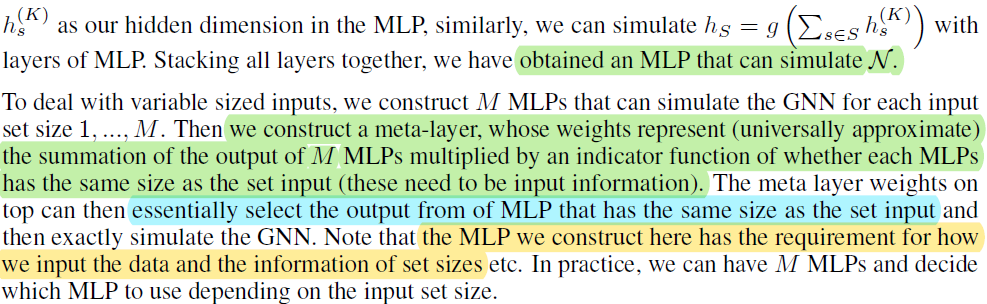 h_s^{(K)} as our hidden dimension in the MLP, similarly, we can simulate h_S = g \left( \sum_{s \in S} h_s^{(K)} \right) with
layers of MLP. Stacking all layers together, we have obtained an MLP that can simulate \mathcal{N}.
To deal with variable sized inputs, we construct M MLPs that can simulate the GNN for each input
set size 1, ..., M. Then we construct a meta-layer, whose weights represent (universally approximate)
the summation of the output of M MLPs multiplied by an indicator function of whether each MLPs
has the same size as the set input (these need to be input information). The meta layer weights on
top can then essentially select the output from of MLP that has the same size as the set input and
then exactly simulate the GNN. Note that the MLP we construct here has the requirement for how
we input the data and the information of set sizes etc. In practice, we can have M MLPs and decide
which MLP to use depending on the input set size.